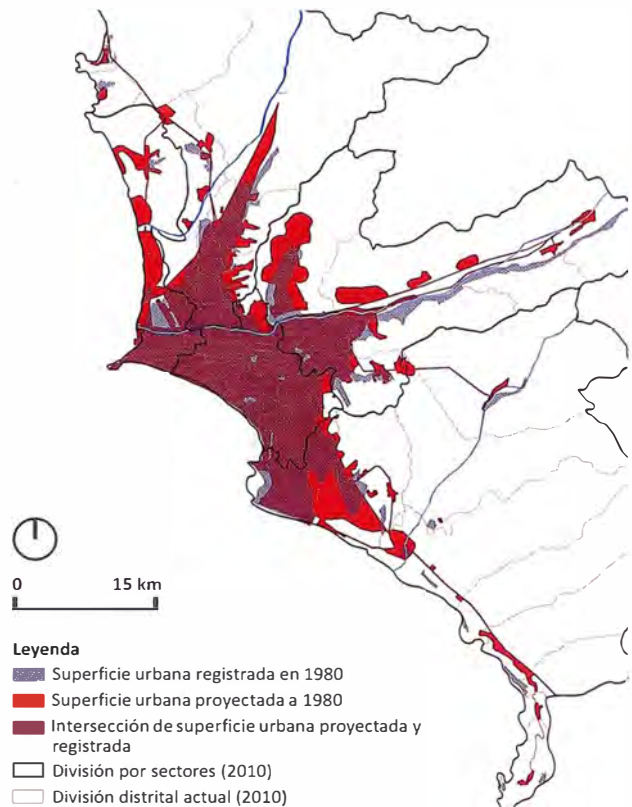 0 15 km
Leyenda
Superficie urbana registrada en 1980
Superficie urbana proyectada a 1980
Intersección de superficie urbana proyectada y
registrada
División por sectores (2010)
División distrital actual (2010)